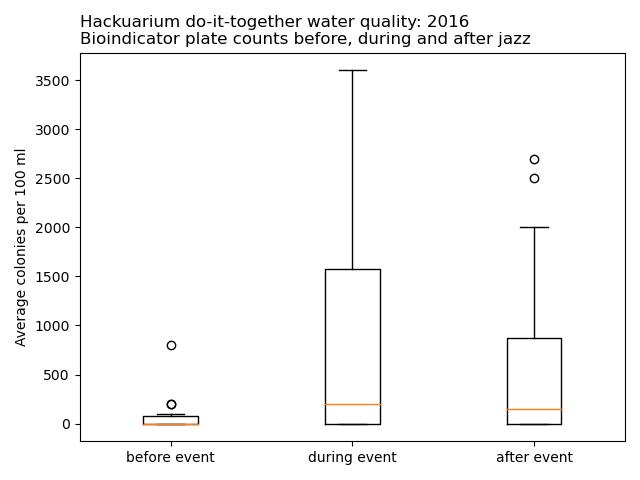 Hackuarium do-it-together water quality: 2016
Bioindicator plate counts before, during and after jazz
Average colonies per 100 ml
3500
3000
2500
2000
1500
1000
500
0
before event
during event
after event